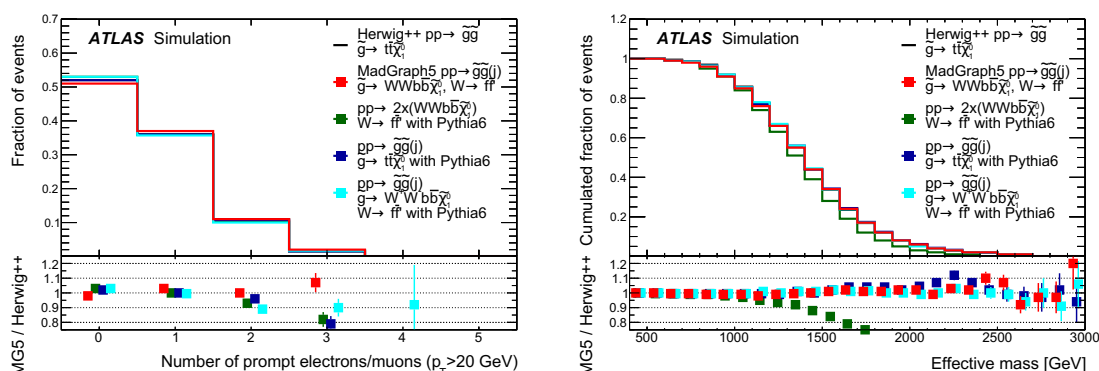 0.7
0.6
0.5
0.4
0.3
0.2
0.1
Fraction of events
ATLAS Simulation
Herwig++ pp→ g̃g̃
g̃→ tt̄χ̃⁰₁
MadGraph5 pp→ g̃g̃(j)
g̃→ WWbb̄χ̃⁰₁, W→ ff̄'
pp→ 2x(WWbb̄χ̃⁰₁)
W→ ff̄' with Pythia6
pp→ g̃g̃(j)
g̃→ tt̄χ̃⁰₁ with Pythia6
pp→ g̃g̃(j)
g̃→ W⁺W⁻bb̄χ̃⁰₁
W→ ff̄' with Pythia6
MG5 / Herwig++
1.1
1.0
0.9
0.8
0 1 2 3 4 5
Number of prompt electrons/muons (p_T>20 GeV)
1.2
1
0.8
0.6
0.4
0.2
Cumulated fraction of events
ATLAS Simulation
Herwig++ pp→ g̃g̃
g̃→ tt̄χ̃⁰₁
MadGraph5 pp→ g̃g̃(j)
g̃→ WWbb̄χ̃⁰₁, W→ ff̄'
pp→ 2x(WWbb̄χ̃⁰₁)
W→ ff̄' with Pythia6
pp→ g̃g̃(j)
g̃→ tt̄χ̃⁰₁ with Pythia6
pp→ g̃g̃(j)
g̃→ W⁺W⁻bb̄χ̃⁰₁
W→ ff̄' with Pythia6
MG5 / Herwig++
1.2
1.1
1.0
0.9
0.8
500 1000 1500 2000 2500 3000
Effective mass [GeV]